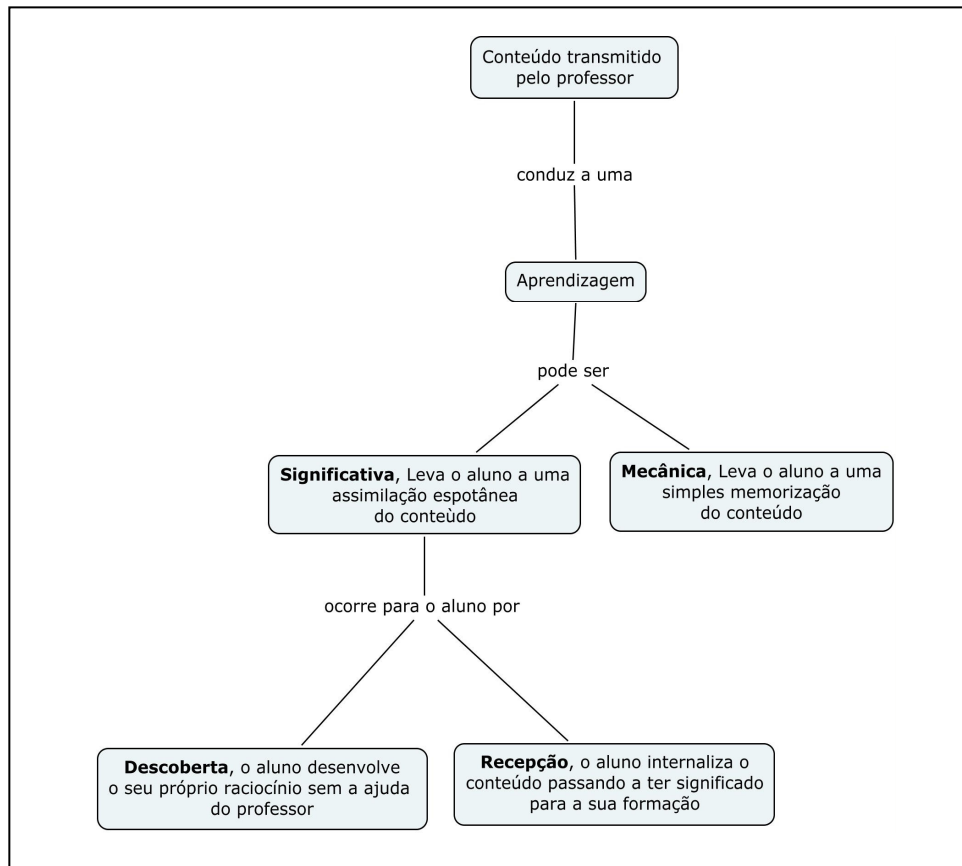 Conteúdo transmitido
pelo professor
conduz a uma
Aprendizagem
pode ser
Significativa, Leva o aluno a uma
assimilação espotânea
do conteùdo
Mecânica, Leva o aluno a uma
simples memorização
do conteúdo
ocorre para o aluno por
Descoberta, o aluno desenvolve
o seu próprio raciocínio sem a ajuda
do professor
Recepção, o aluno internaliza o
conteúdo passando a ter significado
para a sua formação